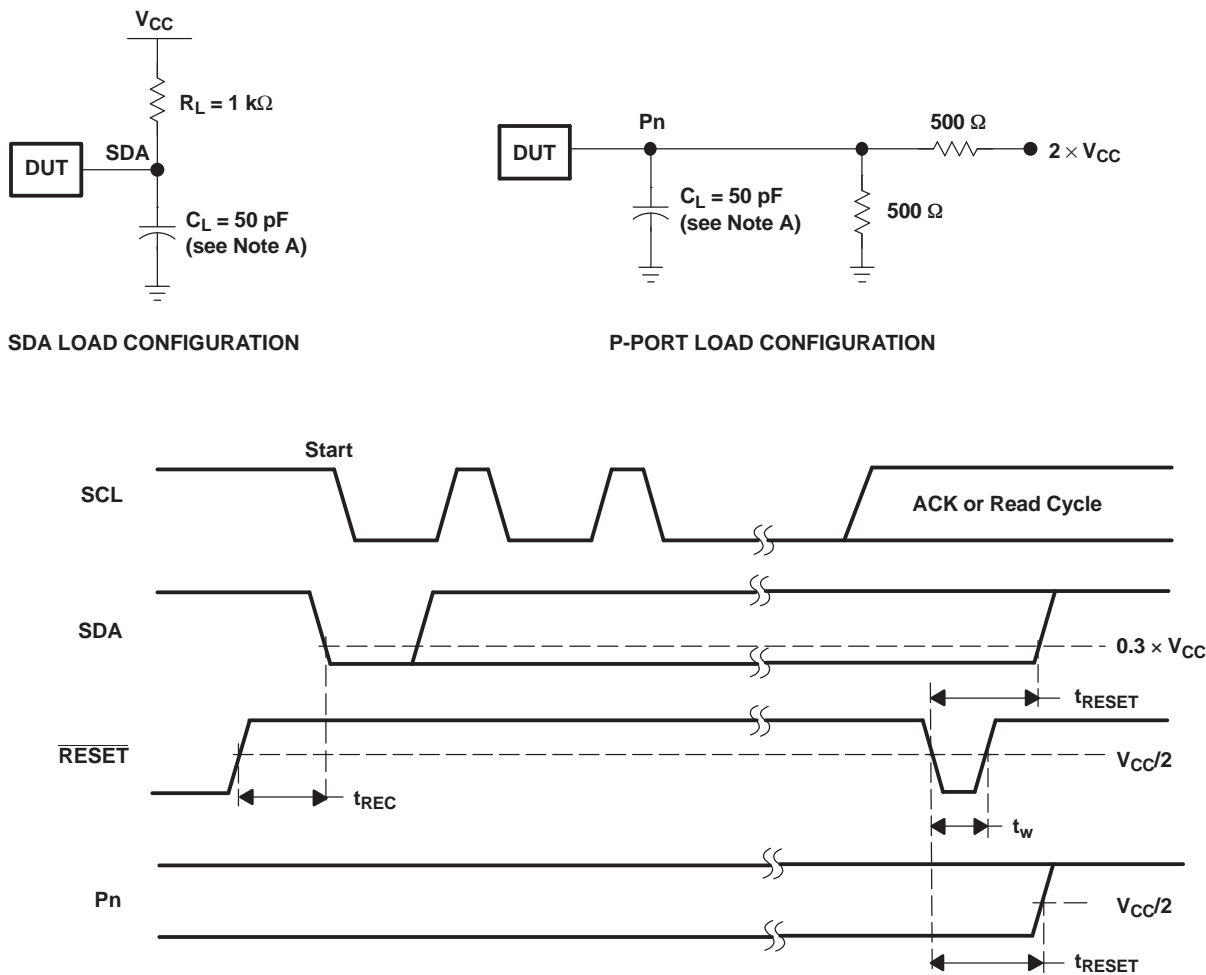 VCC
RL = 1 kΩ
DUT
SDA
CL = 50 pF
(see Note A)
SDA LOAD CONFIGURATION
DUT
Pn
500 Ω
2 × VCC
CL = 50 pF
(see Note A)
500 Ω
P-PORT LOAD CONFIGURATION
Start
SCL
ACK or Read Cycle
SDA
0.3 × VCC
tRESET
RESET
VCC/2
tREC
tw
Pn
VCC/2
tRESET